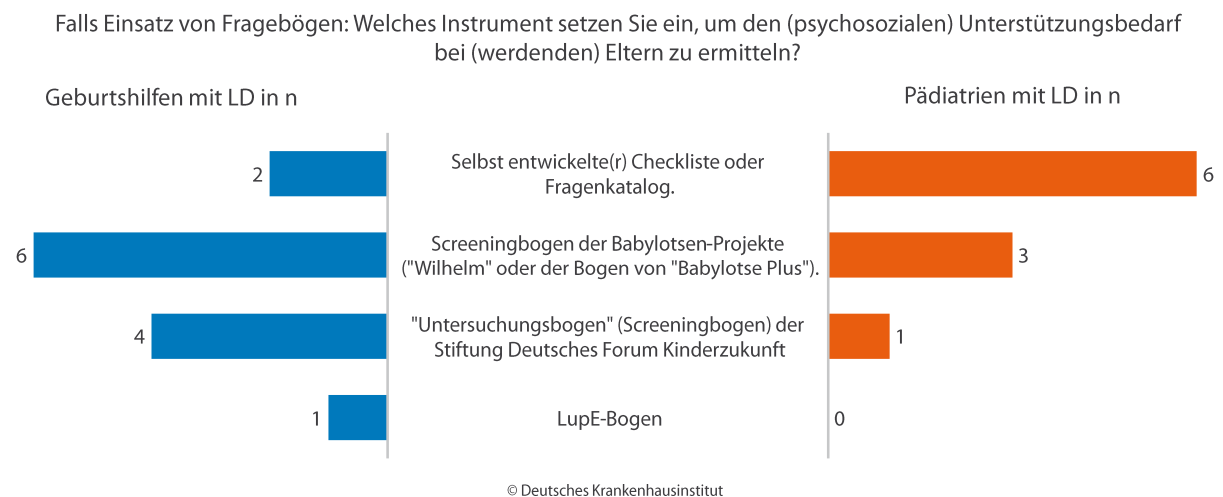 Falls Einsatz von Fragebögen: Welches Instrument setzen Sie ein, um den (psychosozialen) Unterstützungsbedarf
bei (werdenden) Eltern zu ermitteln?
Geburtshilfen mit LD in n
Pädiatrien mit LD in n
2
Selbst entwickelte(r) Checkliste oder
Fragenkatalog.
6
6
Screeningbogen der Babylotsen-Projekte
("Wilhelm" oder der Bogen von "Babylotse Plus").
3
4
"Untersuchungsbogen" (Screeningbogen) der
Stiftung Deutsches Forum Kinderzukunft
1
1
LupE-Bogen
0
© Deutsches Krankenhausinstitut